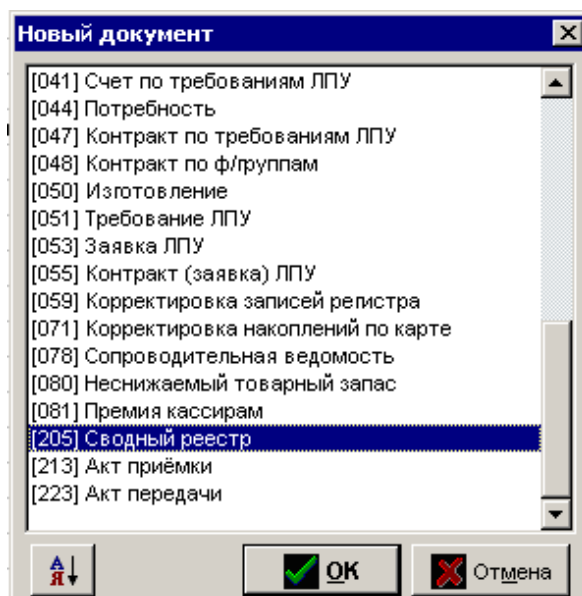 Новый документ
[041] Счет по требованиям ЛПУ
[044] Потребность
[047] Контракт по требованиям ЛПУ
[048] Контракт по ф/группам
[050] Изготовление
[051] Требование ЛПУ
[053] Заявка ЛПУ
[055] Контракт (заявка) ЛПУ
[059] Корректировка записей регистра
[071] Корректировка накоплений по карте
[078] Сопроводительная ведомость
[080] Неснижаемый товарный запас
[081] Премия кассирам
[205] Сводный реестр
[213] Акт приёмки
[223] Акт передачи
А
Я
OK
Отмена